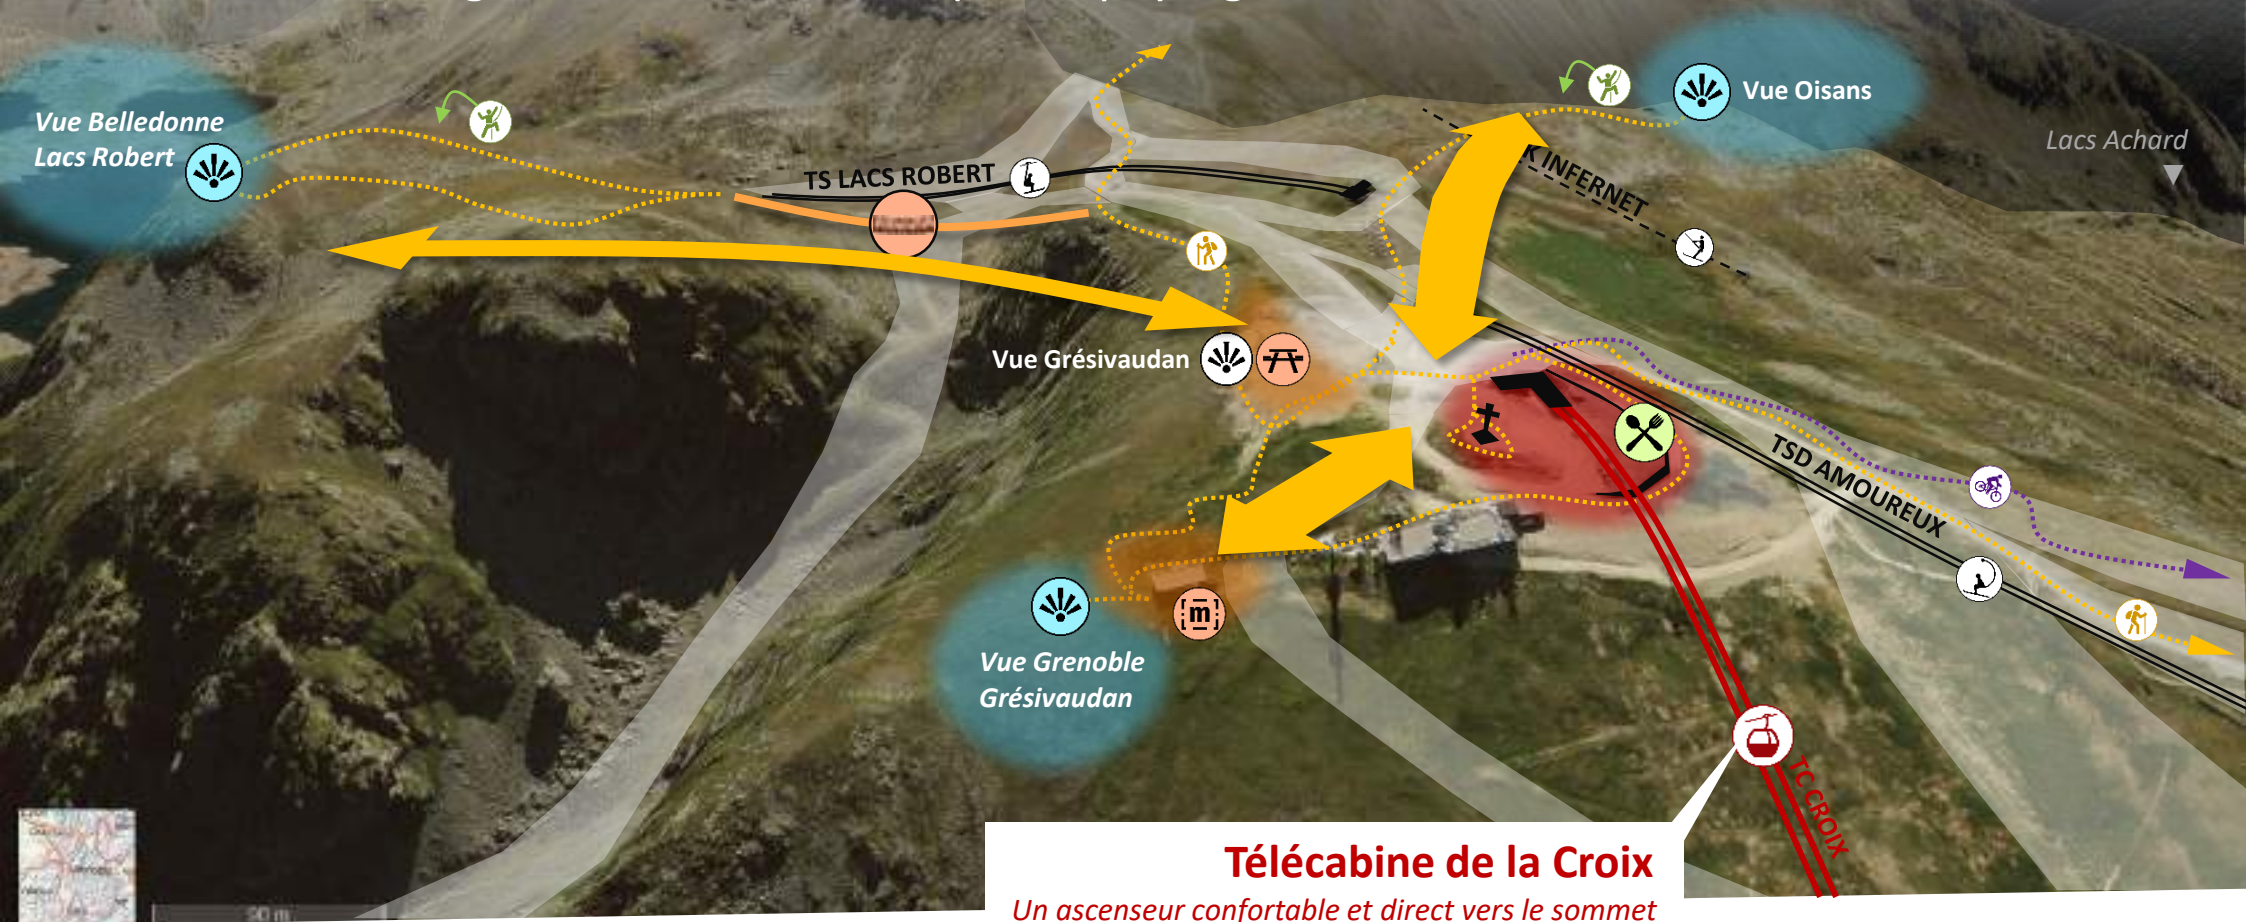 Vue Belledonne
Lacs Robert
TS LACS ROBERT
Vue Oisans
Lacs Achard
K INFERNET
Vue Grésivaudan
TSD AMOUREUX
[m]
Vue Grenoble
Grésivaudan
TC CROIX
Télécabine de la Croix
Un ascenseur confortable et direct vers le sommet
90 m